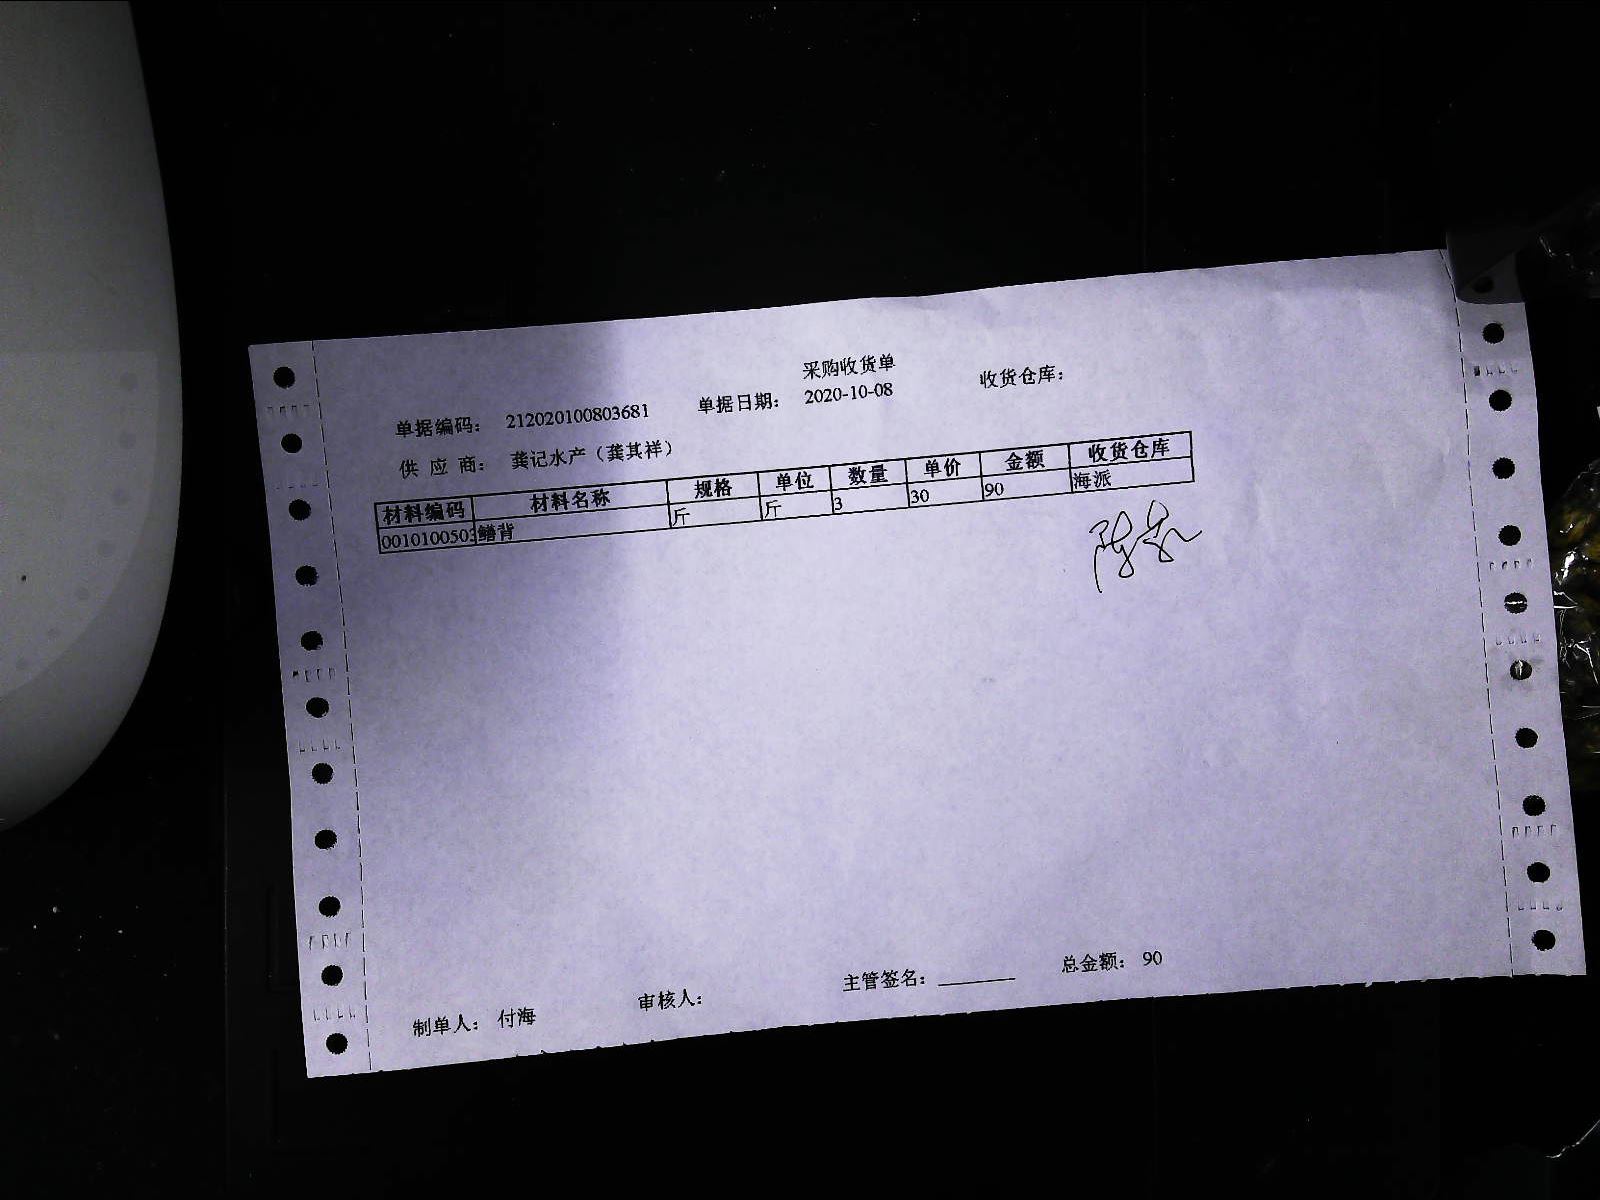 采购收货单
单据编码： 212020100803681 单据日期： 2020-10-08 收货仓库：
供 应 商： 龚记水产（龚其祥）
材料编码 材料名称 规格 单位 数量 单价 金额 收货仓库
0010100503 鳝背 斤 斤 3 30 90 海派
制单人： 付海 审核人： 主管签名： 总金额： 90